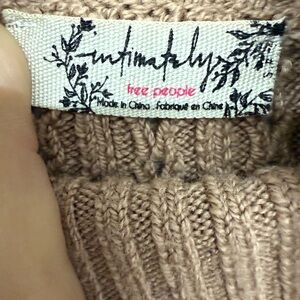 intimately
free people
Made in China . Fabriqué en Chine